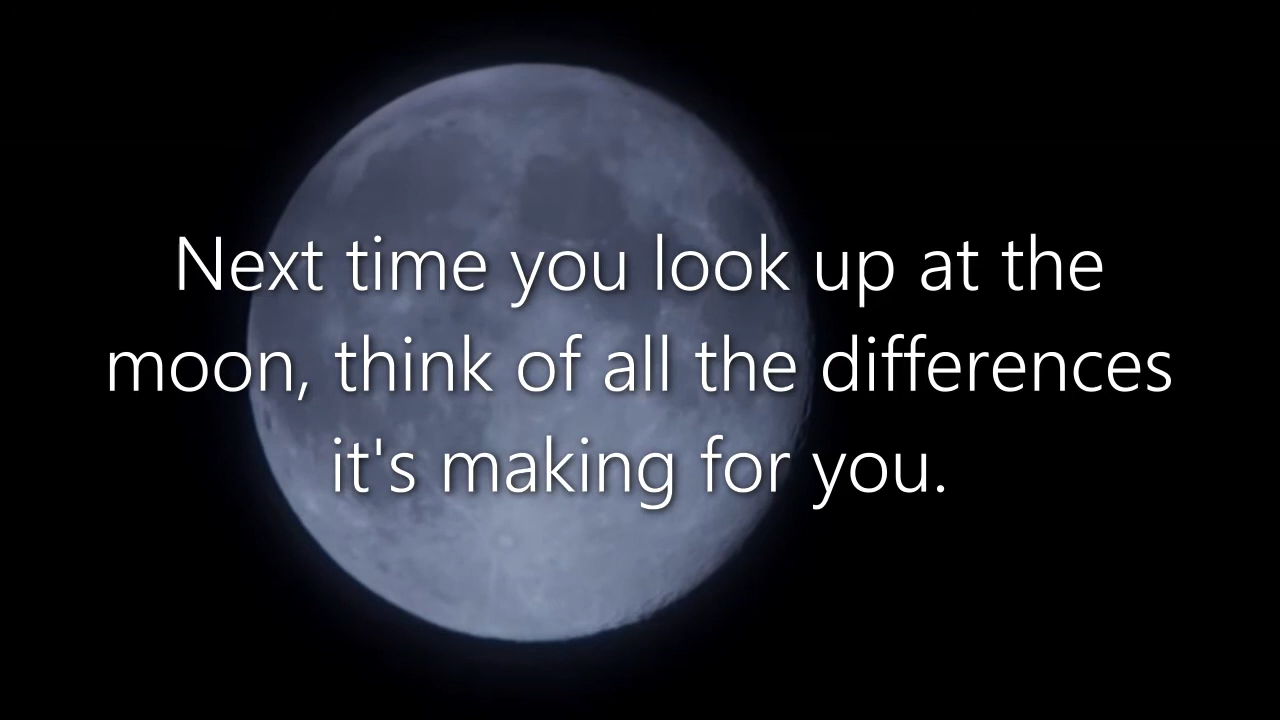 Next time you look up at the
moon, think of all the differences
it's making for you.